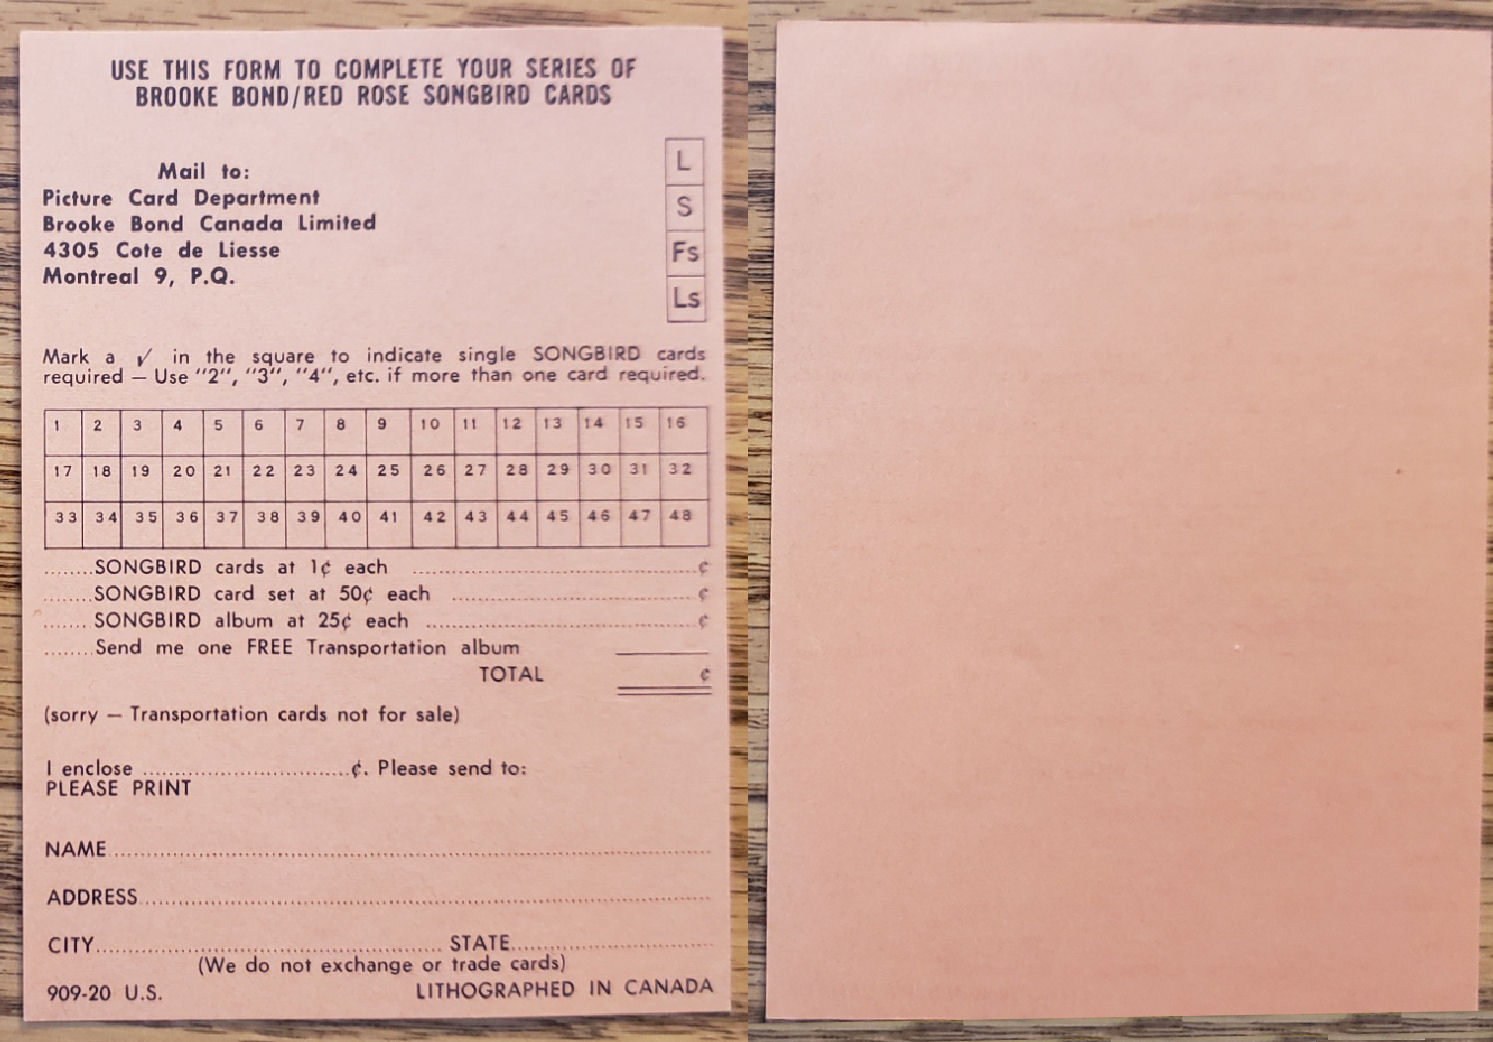 USE THIS FORM TO COMPLETE YOUR SERIES OF
BROOKE BOND/RED ROSE SONGBIRD CARDS
L
S
Fs
Ls
Mail to:
Picture Card Department
Brooke Bond Canada Limited
4305 Cote de Liesse
Montreal 9, P.Q.
Mark a ✓ in the square to indicate single SONGBIRD cards
required — Use "2", "3", "4", etc. if more than one card required.
1 2 3 4 5 6 7 8 9 10 11 12 13 14 15 16
17 18 19 20 21 22 23 24 25 26 27 28 29 30 31 32
33 34 35 36 37 38 39 40 41 42 43 44 45 46 47 48
........SONGBIRD cards at 1¢ each ........................................¢
........SONGBIRD card set at 50¢ each ........................................¢
....... SONGBIRD album at 25¢ each ........................................¢
........Send me one FREE Transportation album
TOTAL ¢
(sorry — Transportation cards not for sale)
I enclose ................................¢. Please send to:
PLEASE PRINT
NAME........................................
ADDRESS........................................
CITY........................................ STATE................................
(We do not exchange or trade cards)
909-20 U.S. LITHOGRAPHED IN CANADA